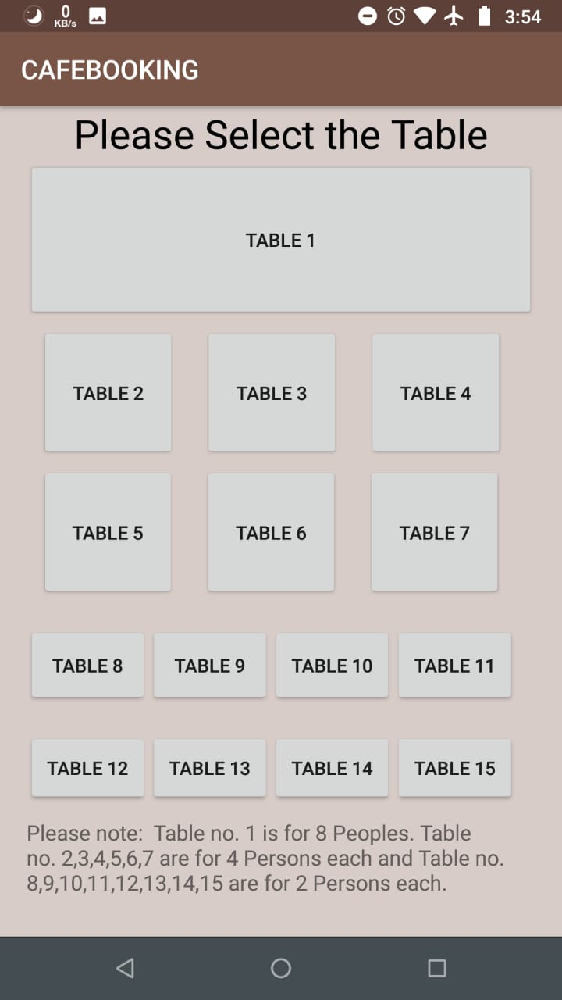 0
KB/s
3:54
CAFEBOOKING
Please Select the Table
TABLE 1
TABLE 2 TABLE 3 TABLE 4
TABLE 5 TABLE 6 TABLE 7
TABLE 8 TABLE 9 TABLE 10 TABLE 11
TABLE 12 TABLE 13 TABLE 14 TABLE 15
Please note:  Table no. 1 is for 8 Peoples. Table
no. 2,3,4,5,6,7 are for 4 Persons each and Table no.
8,9,10,11,12,13,14,15 are for 2 Persons each.